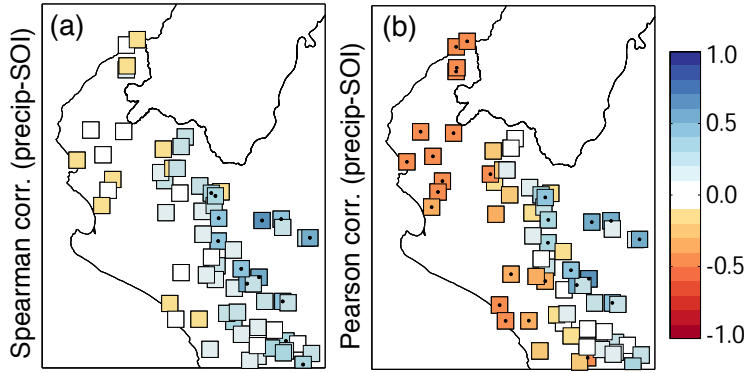 (a)
Spearman corr. (precip-SOI)
(b)
Pearson corr. (precip-SOI)
1.0
0.5
0.0
-0.5
-1.0